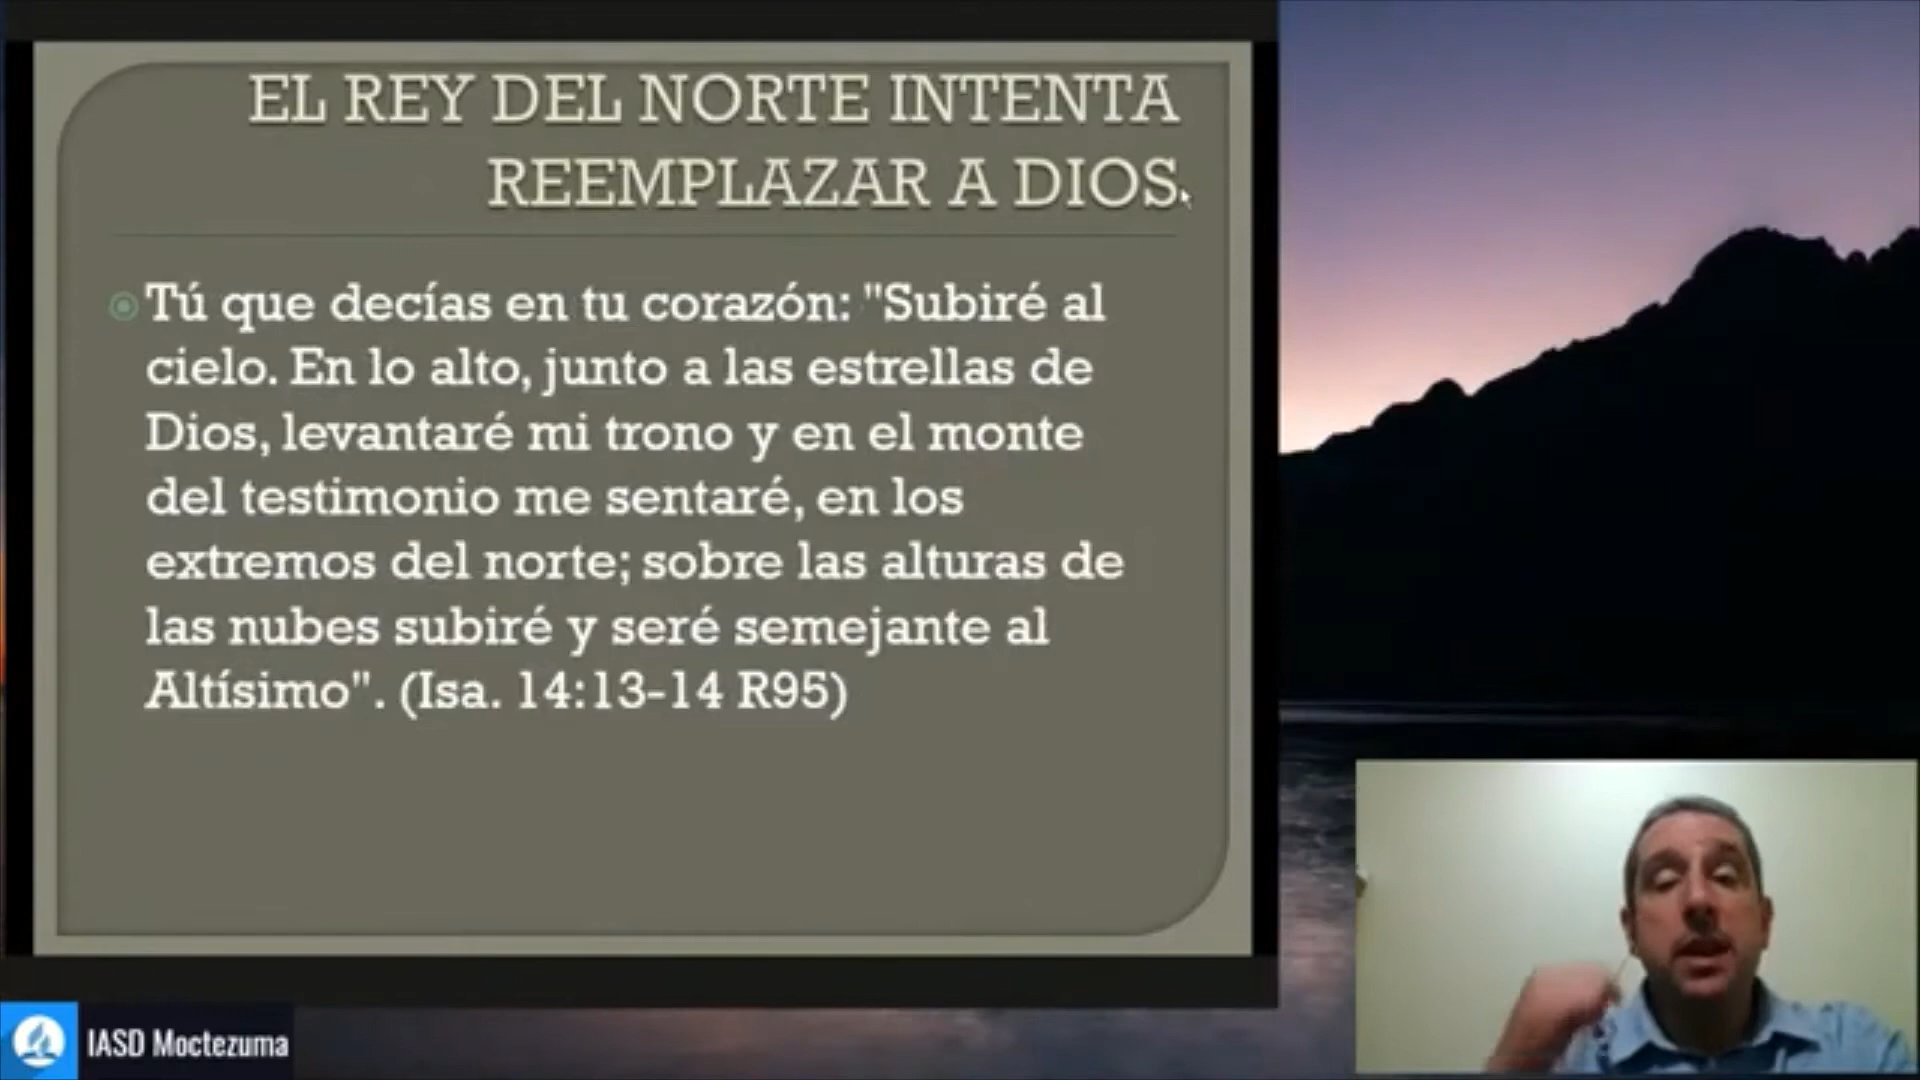 EL REY DEL NORTE INTENTA
REEMPLAZAR A DIOS.
Tú que decías en tu corazón: "Subiré al
cielo. En lo alto, junto a las estrellas de
Dios, levantaré mi trono y en el monte
del testimonio me sentaré, en los
extremos del norte; sobre las alturas de
las nubes subiré y seré semejante al
Altísimo". (Isa. 14:13-14 R95)
IASD Moctezuma